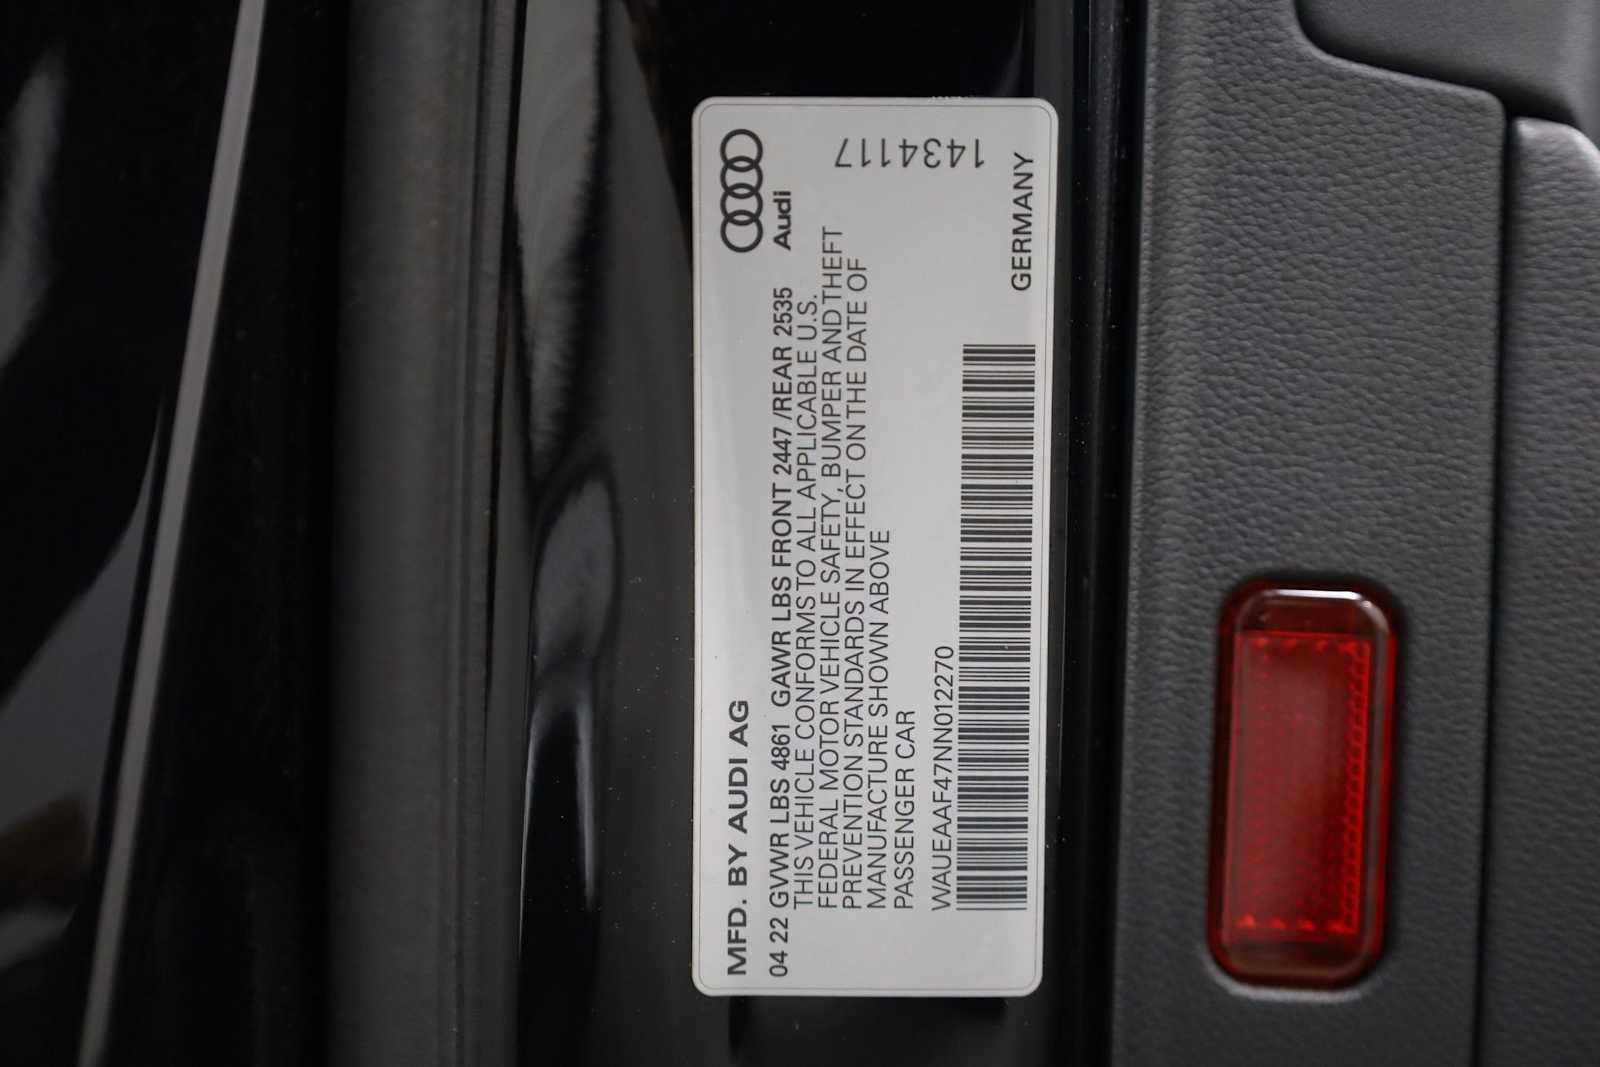 MFD. BY AUDI AG
Audi
04 22 GVWR LBS 4861 GAWR LBS FRONT 2447 /REAR 2535
THIS VEHICLE CONFORMS TO ALL APPLICABLE U.S.
FEDERAL MOTOR VEHICLE SAFETY, BUMPER AND THEFT
PREVENTION STANDARDS IN EFFECT ON THE DATE OF
MANUFACTURE SHOWN ABOVE
PASSENGER CAR
WAUEAAF47NN012270
GERMANY
1434117